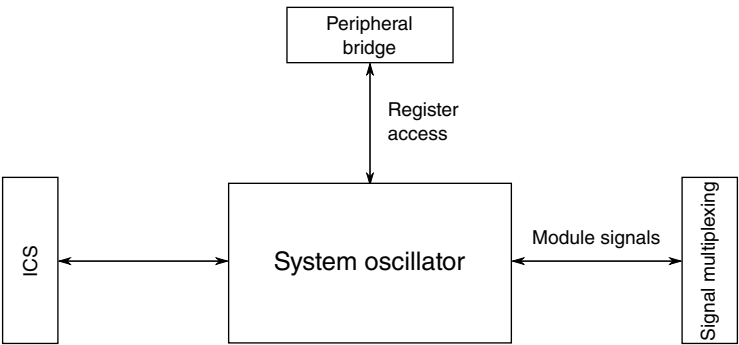 Peripheral
bridge
Register
access
ICS
System oscillator
Module signals
Signal multiplexing